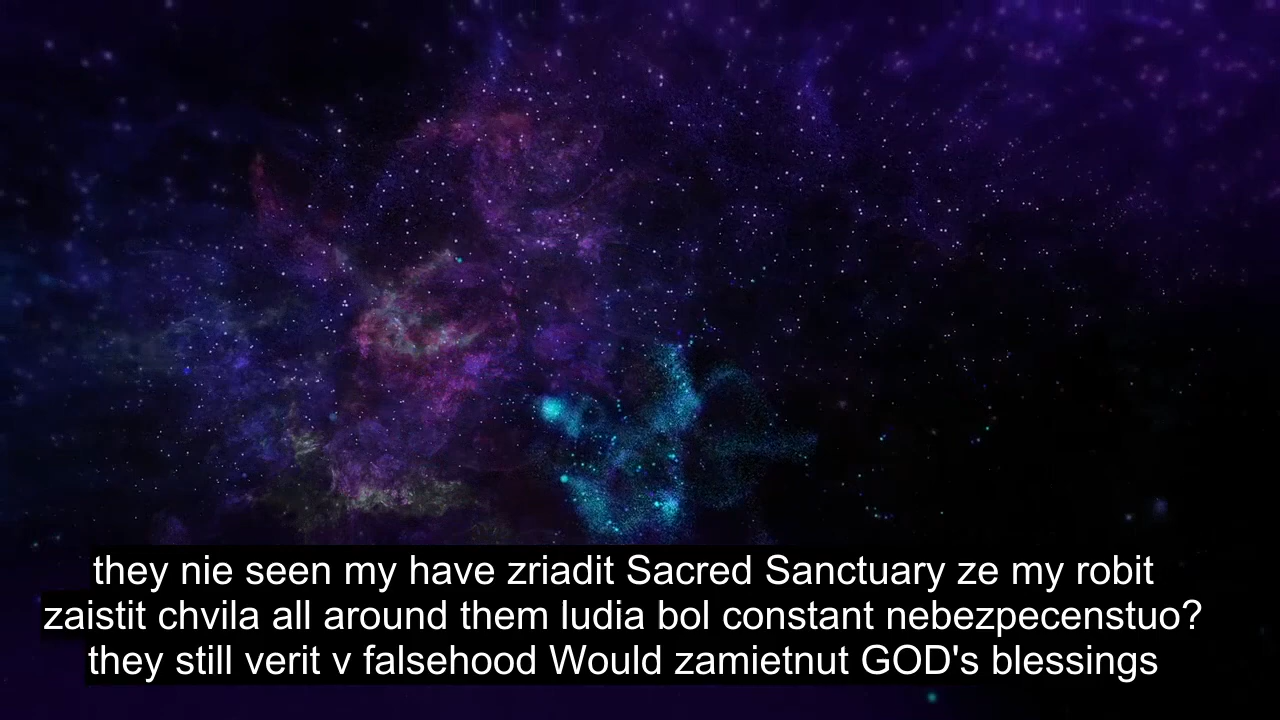 they nie seen my have zriadit Sacred Sanctuary ze my robit
zaistit chvila all around them ludia bol constant nebezpecenstuo?
they still verit v falsehood Would zamietnut GOD's blessings